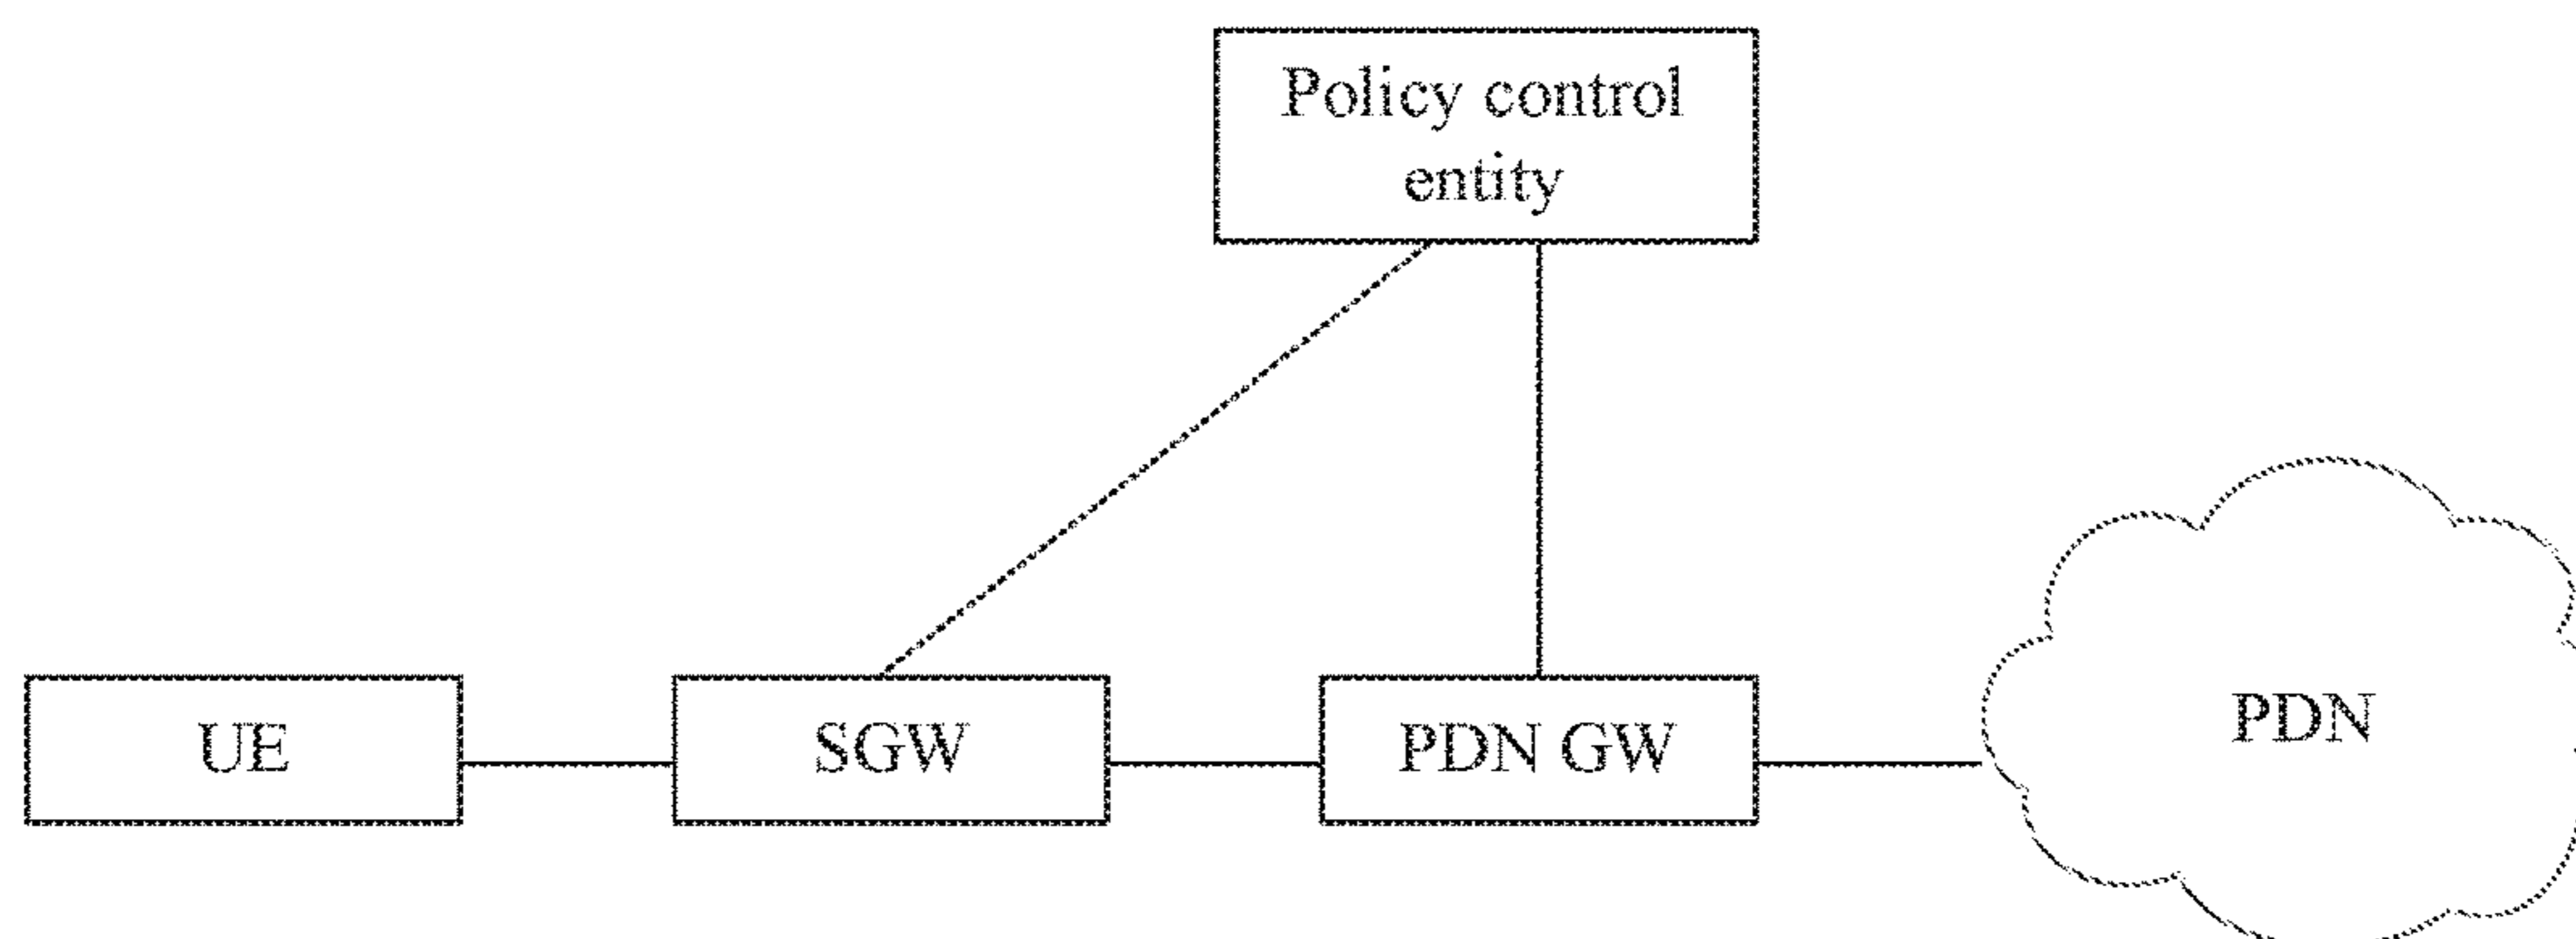 Policy control
entity
UE
SGW
PDN GW
PDN